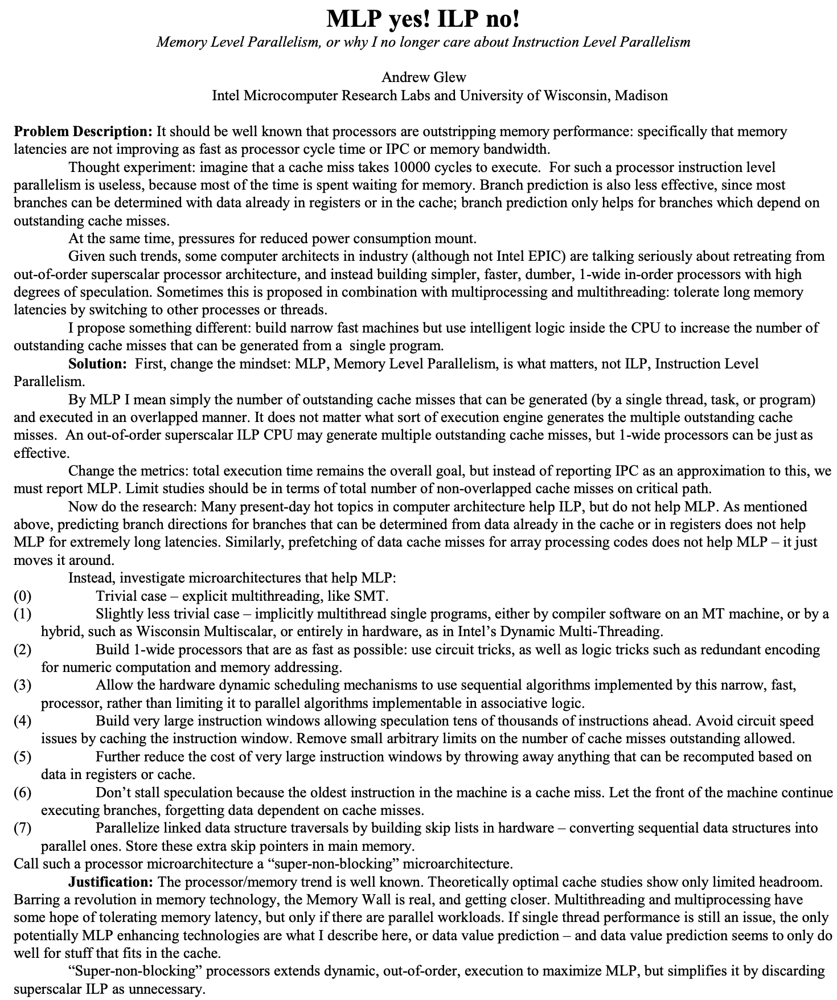 MLP yes! ILP no!
Memory Level Parallelism, or why I no longer care about Instruction Level Parallelism
Andrew Glew
Intel Microcomputer Research Labs and University of Wisconsin, Madison
Problem Description: It should be well known that processors are outstripping memory performance: specifically that memory
latencies are not improving as fast as processor cycle time or IPC or memory bandwidth.
Thought experiment: imagine that a cache miss takes 10000 cycles to execute. For such a processor instruction level
parallelism is useless, because most of the time is spent waiting for memory. Branch prediction is also less effective, since most
branches can be determined with data already in registers or in the cache; branch prediction only helps for branches which depend on
outstanding cache misses.
At the same time, pressures for reduced power consumption mount.
Given such trends, some computer architects in industry (although not Intel EPIC) are talking seriously about retreating from
out-of-order superscalar processor architecture, and instead building simpler, faster, dumber, 1-wide in-order processors with high
degrees of speculation. Sometimes this is proposed in combination with multiprocessing and multithreading: tolerate long memory
latencies by switching to other processes or threads.
I propose something different: build narrow fast machines but use intelligent logic inside the CPU to increase the number of
outstanding cache misses that can be generated from a single program.
Solution: First, change the mindset: MLP, Memory Level Parallelism, is what matters, not ILP, Instruction Level
Parallelism.
By MLP I mean simply the number of outstanding cache misses that can be generated (by a single thread, task, or program)
and executed in an overlapped manner. It does not matter what sort of execution engine generates the multiple outstanding cache
misses. An out-of-order superscalar ILP CPU may generate multiple outstanding cache misses, but 1-wide processors can be just as
effective.
Change the metrics: total execution time remains the overall goal, but instead of reporting IPC as an approximation to this, we
must report MLP. Limit studies should be in terms of total number of non-overlapped cache misses on critical path.
Now do the research: Many present-day hot topics in computer architecture help ILP, but do not help MLP. As mentioned
above, predicting branch directions for branches that can be determined from data already in the cache or in registers does not help
MLP for extremely long latencies. Similarly, prefetching of data cache misses for array processing codes does not help MLP – it just
moves it around.
Instead, investigate microarchitectures that help MLP:
(0) Trivial case – explicit multithreading, like SMT.
(1) Slightly less trivial case – implicitly multithread single programs, either by compiler software on an MT machine, or by a
hybrid, such as Wisconsin Multiscalar, or entirely in hardware, as in Intel’s Dynamic Multi-Threading.
(2) Build 1-wide processors that are as fast as possible: use circuit tricks, as well as logic tricks such as redundant encoding
for numeric computation and memory addressing.
(3) Allow the hardware dynamic scheduling mechanisms to use sequential algorithms implemented by this narrow, fast,
processor, rather than limiting it to parallel algorithms implementable in associative logic.
(4) Build very large instruction windows allowing speculation tens of thousands of instructions ahead. Avoid circuit speed
issues by caching the instruction window. Remove small arbitrary limits on the number of cache misses outstanding allowed.
(5) Further reduce the cost of very large instruction windows by throwing away anything that can be recomputed based on
data in registers or cache.
(6) Don’t stall speculation because the oldest instruction in the machine is a cache miss. Let the front of the machine continue
executing branches, forgetting data dependent on cache misses.
(7) Parallelize linked data structure traversals by building skip lists in hardware – converting sequential data structures into
parallel ones. Store these extra skip pointers in main memory.
Call such a processor microarchitecture a “super-non-blocking” microarchitecture.
Justification: The processor/memory trend is well known. Theoretically optimal cache studies show only limited headroom.
Barring a revolution in memory technology, the Memory Wall is real, and getting closer. Multithreading and multiprocessing have
some hope of tolerating memory latency, but only if there are parallel workloads. If single thread performance is still an issue, the only
potentially MLP enhancing technologies are what I describe here, or data value prediction – and data value prediction seems to only do
well for stuff that fits in the cache.
“Super-non-blocking” processors extends dynamic, out-of-order, execution to maximize MLP, but simplifies it by discarding
superscalar ILP as unnecessary.